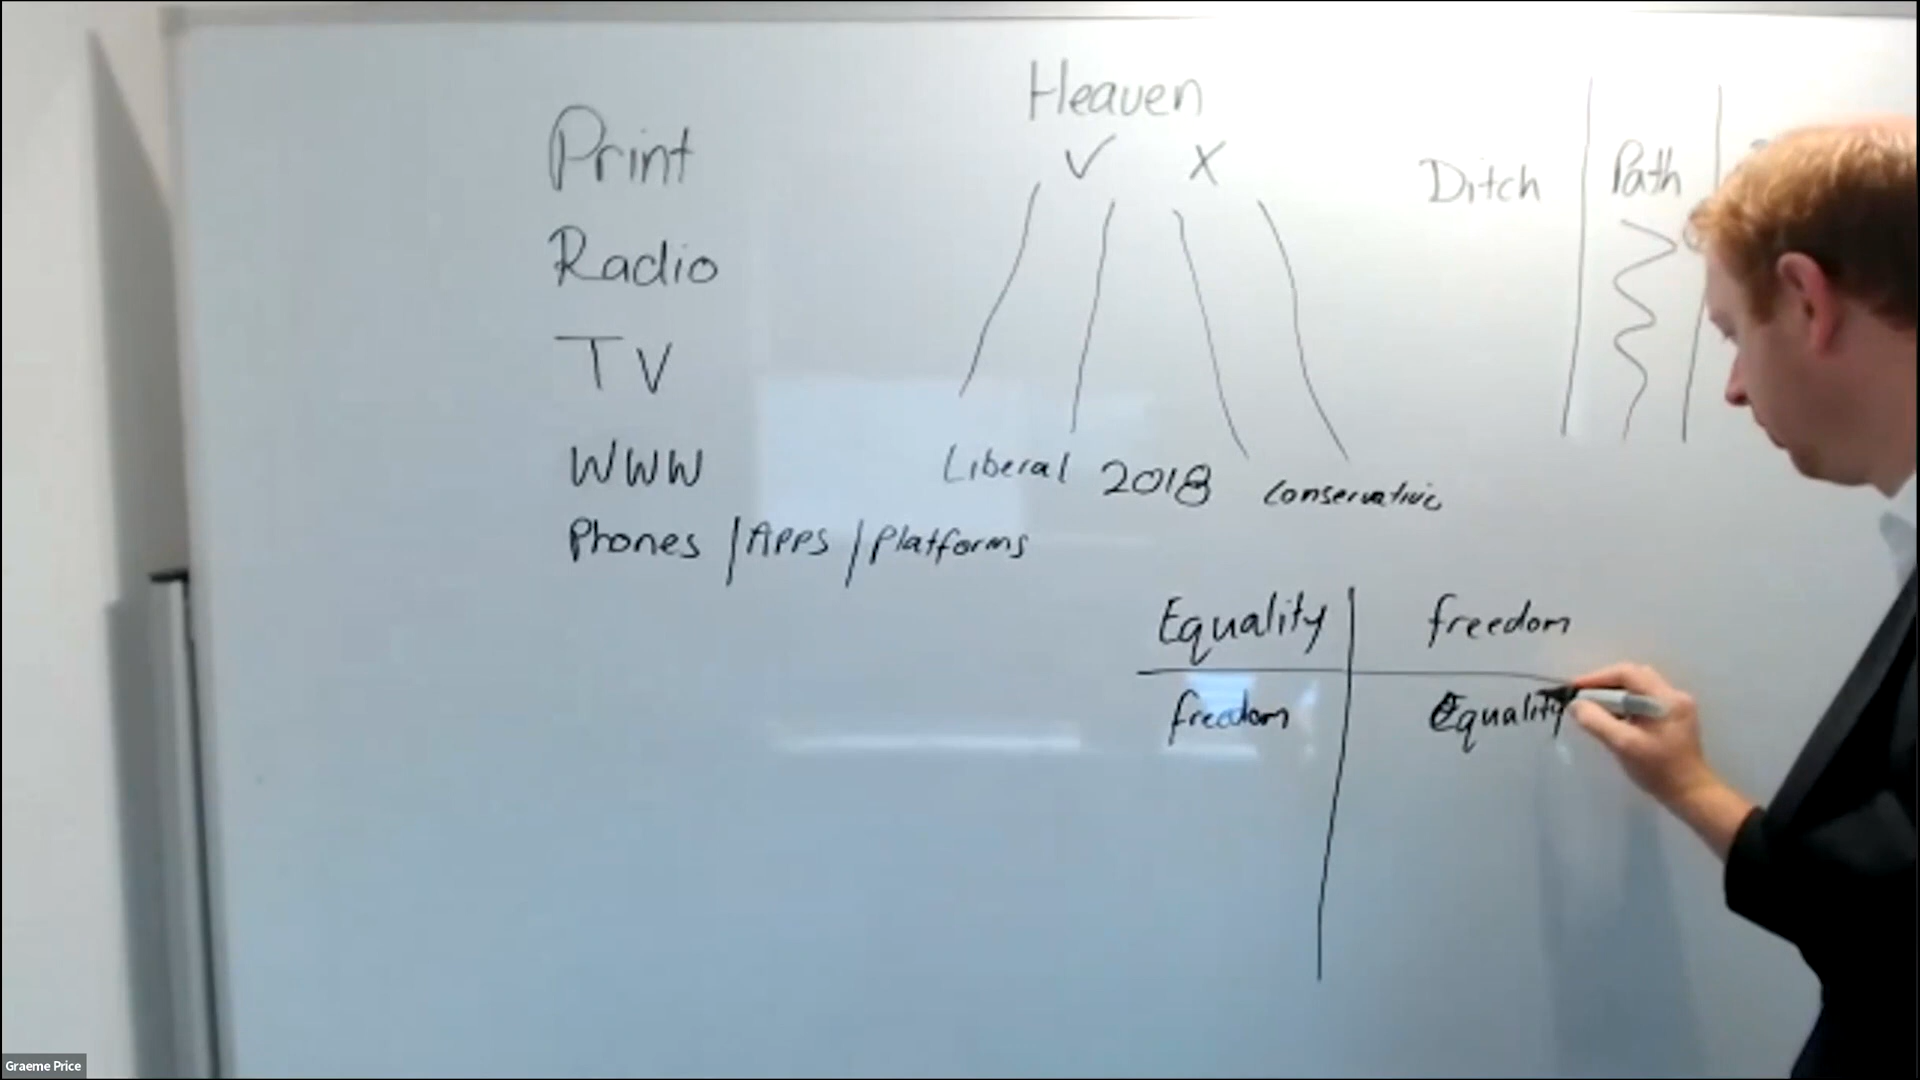 Print
Radio
TV
WWW
Phones / Apps / Platforms
Heaven
✓ X
Liberal 2018 conservative
Ditch Path
Equality freedom
freedom Equality
Graeme Price